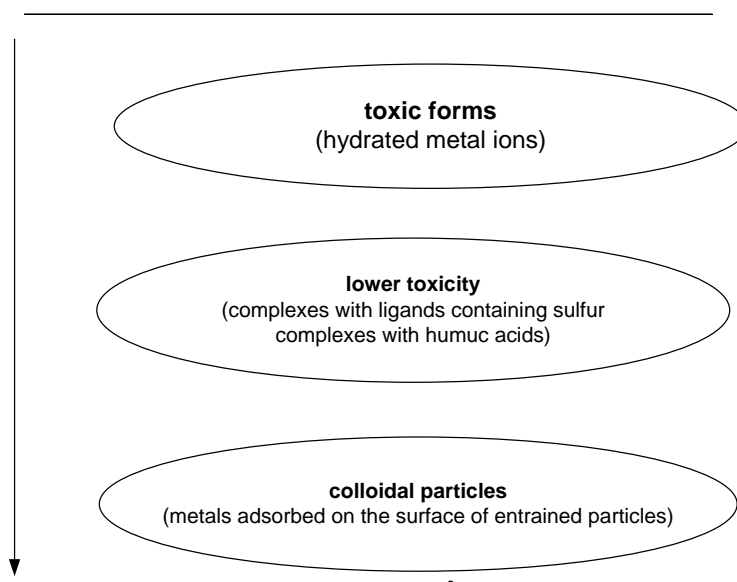 toxic forms
(hydrated metal ions)
lower toxicity
(complexes with ligands containing sulfur
complexes with humuc acids)
colloidal particles
(metals adsorbed on the surface of entrained particles)